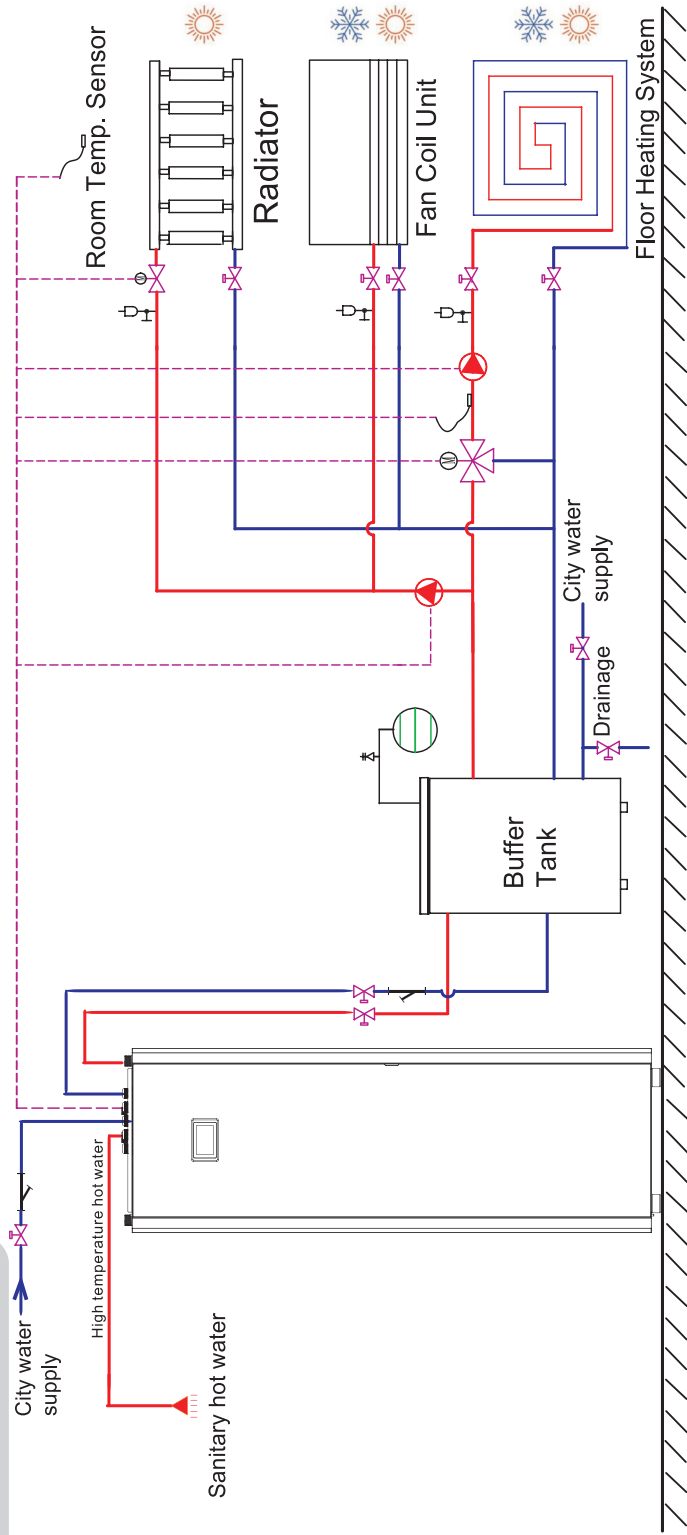 City water
supply
High temperature hot water
Sanitary hot water
Buffer
Tank
Drainage
City water
supply
Room Temp. Sensor
Radiator
Fan Coil Unit
Floor Heating System